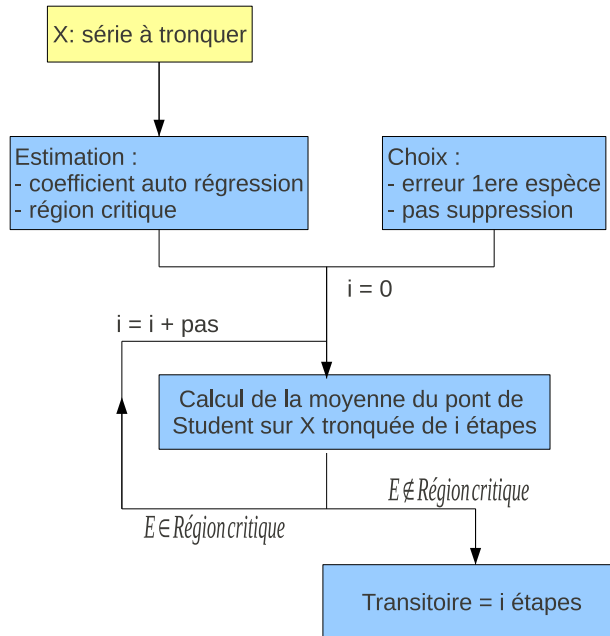 X: série à tronquer
Estimation :
- coefficient auto régression
- région critique
Choix :
- erreur 1ere espèce
- pas suppression
i = 0
i = i + pas
Calcul de la moyenne du pont de
Student sur X tronquée de i étapes
E ∉ Région critique
E ∈ Région critique
Transitoire = i étapes